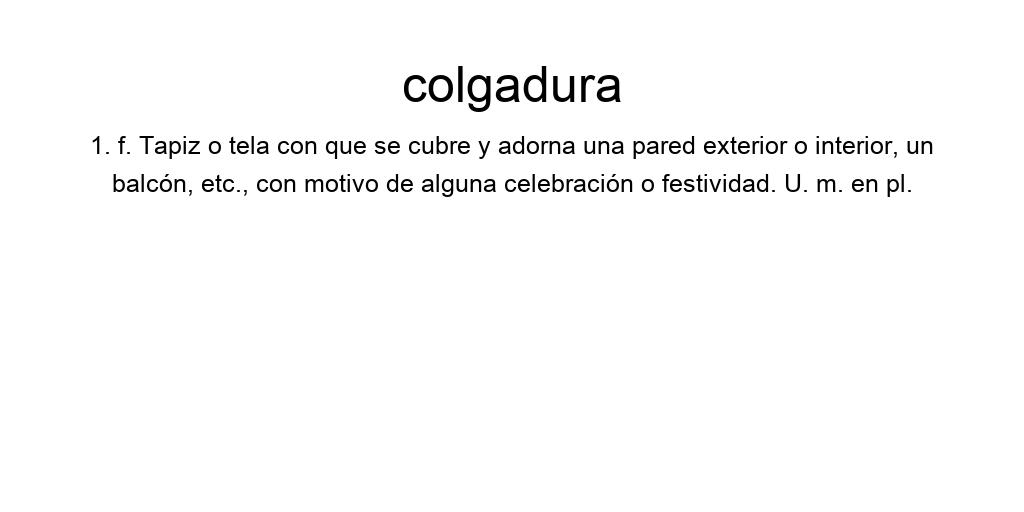 colgadura
1. f. Tapiz o tela con que se cubre y adorna una pared exterior o interior, un
balcón, etc., con motivo de alguna celebración o festividad. U. m. en pl.